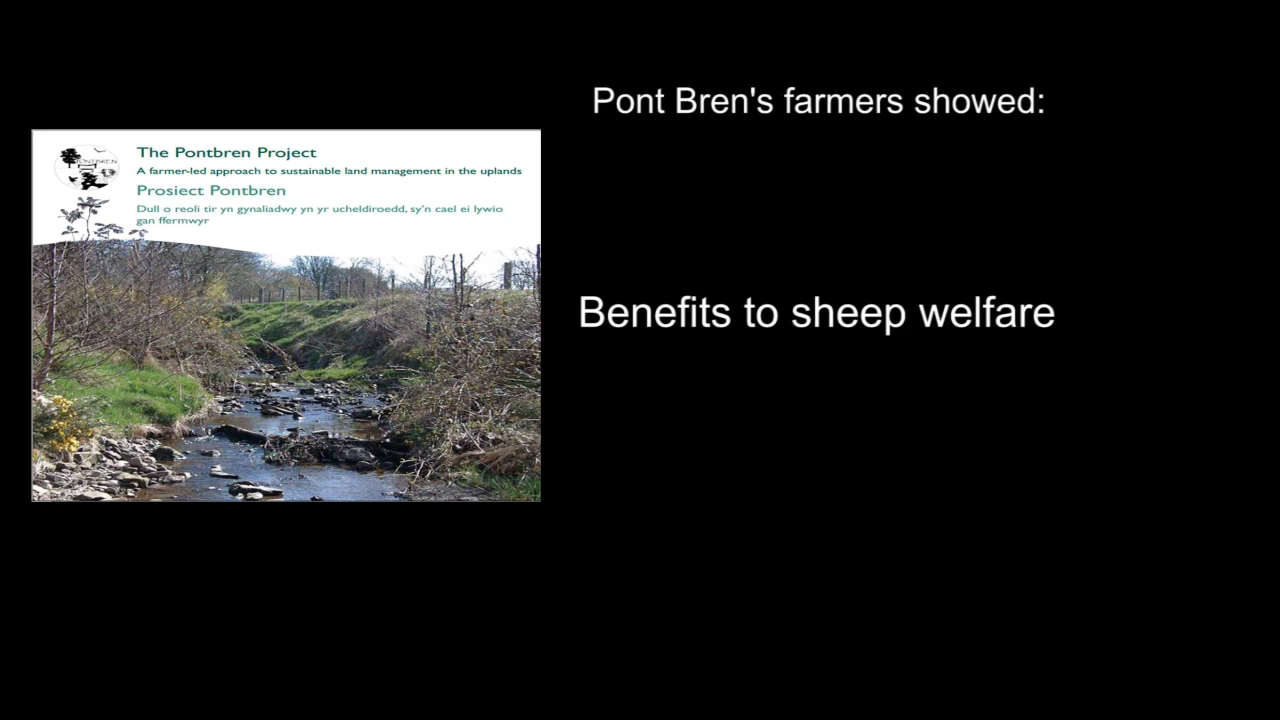 Pont Bren's farmers showed:
PONTBREN
The Pontbren Project
A farmer-led approach to sustainable land management in the uplands
Prosiect Pontbren
Dull o reoli tir yn gynaliadwy yn yr ucheldiroedd, sy'n cael ei lywio
gan ffermwyr
Benefits to sheep welfare